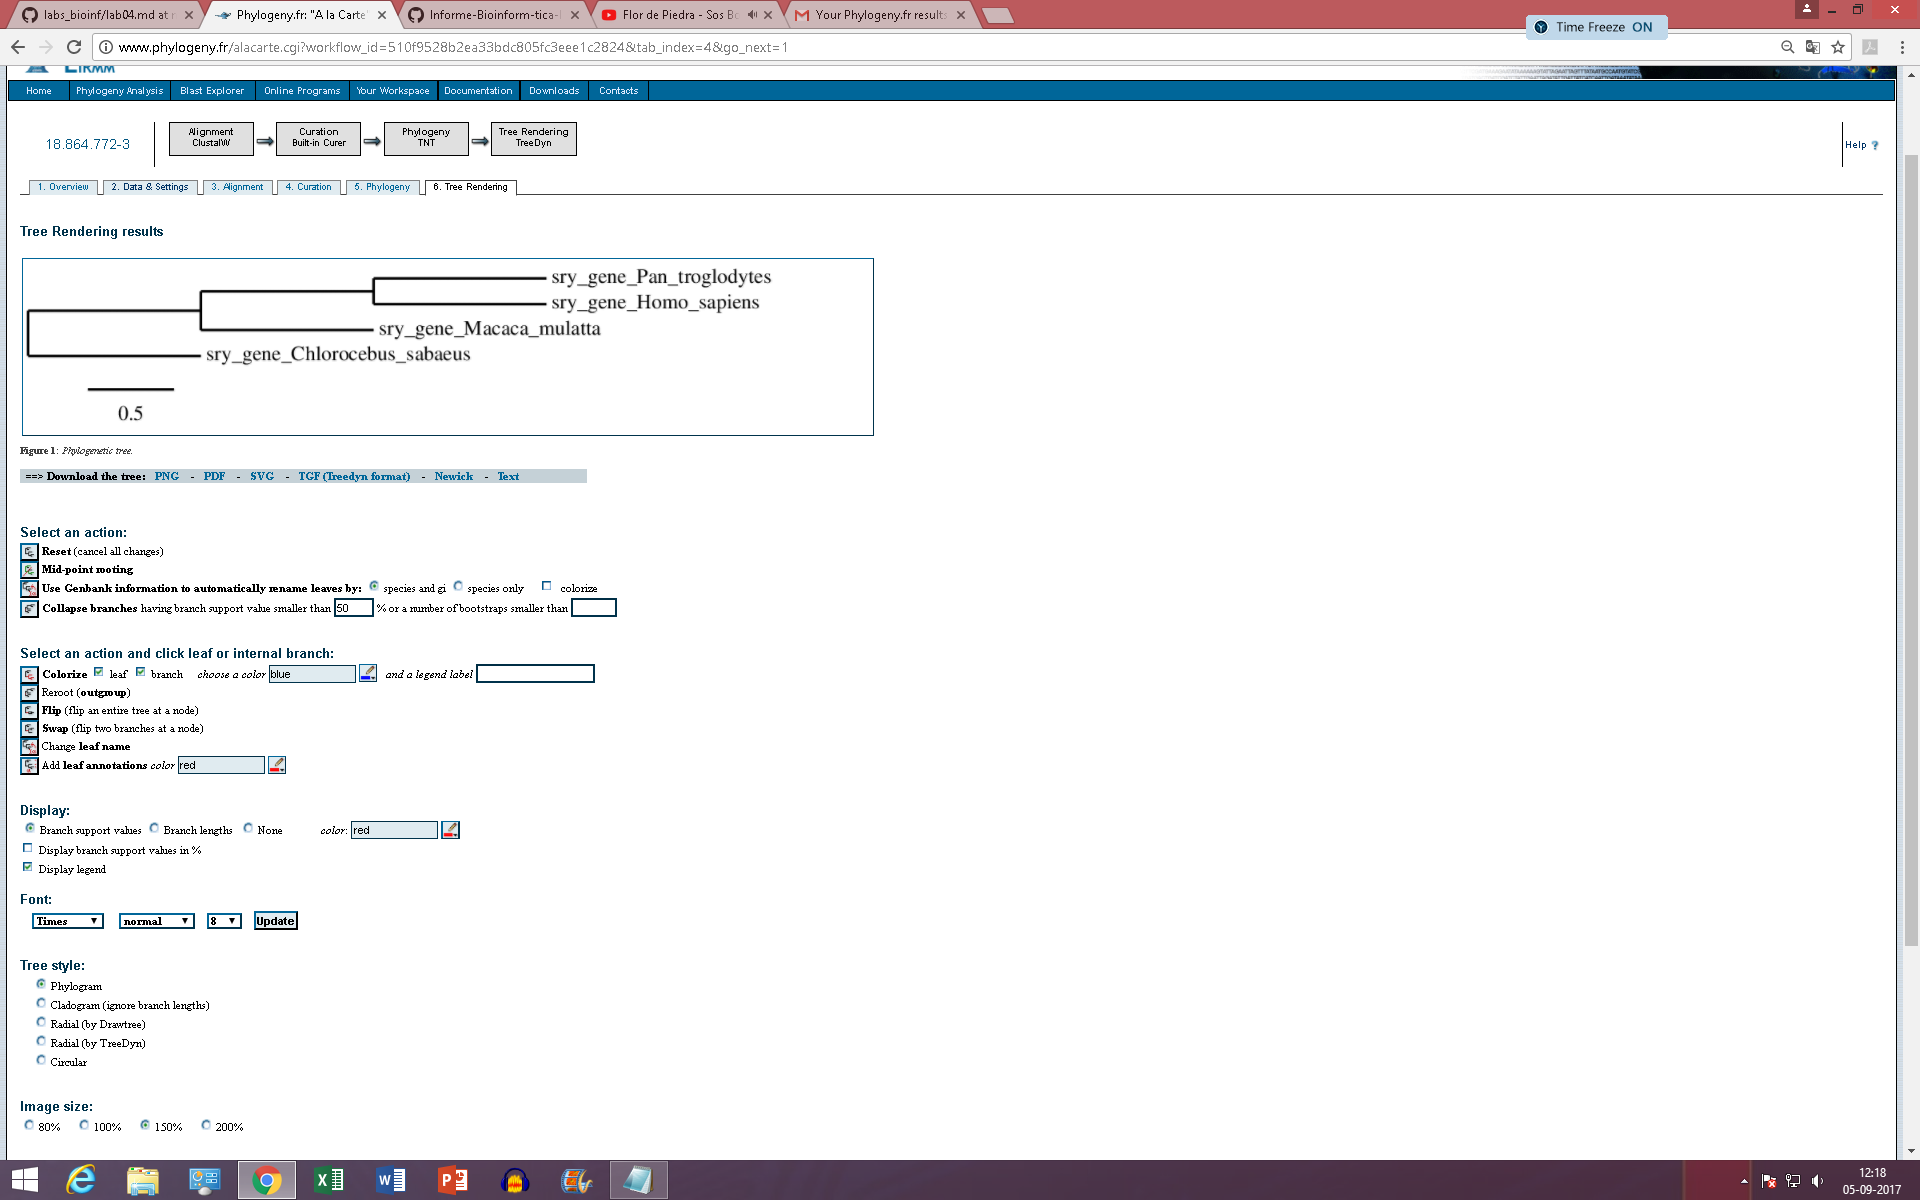 labs_bioinf/lab04.md at r
Phylogeny.fr: "A la Carte"
Informe-Bioinform-tica-
Flor de Piedra - Sos Bo
Your Phylogeny.fr results
Time Freeze ON
www.phylogeny.fr/alacarte.cgi?workflow_id=510f9528b2ea33bdc805fc3eee1c2824&tab_index=4&go_next=1
LIRMM
Home Phylogeny Analysis Blast Explorer Online Programs Your Workspace Documentation Downloads Contacts
18.864.772-3
Alignment
ClustalW
Curation
Built-in Curer
Phylogeny
TNT
Tree Rendering
TreeDyn
Help ?
1. Overview 2. Data & Settings 3. Alignment 4. Curation 5. Phylogeny 6. Tree Rendering
Tree Rendering results
sry_gene_Pan_troglodytes
sry_gene_Homo_sapiens
sry_gene_Macaca_mulatta
sry_gene_Chlorocebus_sabaeus
0.5
Figure 1: Phylogenetic tree.
==> Download the tree: PNG - PDF - SVG - TGF (Treedyn format) - Newick - Text
Select an action:
Reset (cancel all changes)
Mid-point rooting
Use Genbank information to automatically rename leaves by: species and gi species only colorize
Collapse branches having branch support value smaller than 50 % or a number of bootstraps smaller than
Select an action and click leaf or internal branch:
Colorize leaf branch choose a color blue and a legend label
Reroot (outgroup)
Flip (flip an entire tree at a node)
Swap (flip two branches at a node)
Change leaf name
Add leaf annotations color red
Display:
Branch support values Branch lengths None color: red
Display branch support values in %
Display legend
Font:
Times normal 8 Update
Tree style:
Phylogram
Cladogram (ignore branch lengths)
Radial (by Drawtree)
Radial (by TreeDyn)
Circular
Image size:
80% 100% 150% 200%
12:18
05-09-2017